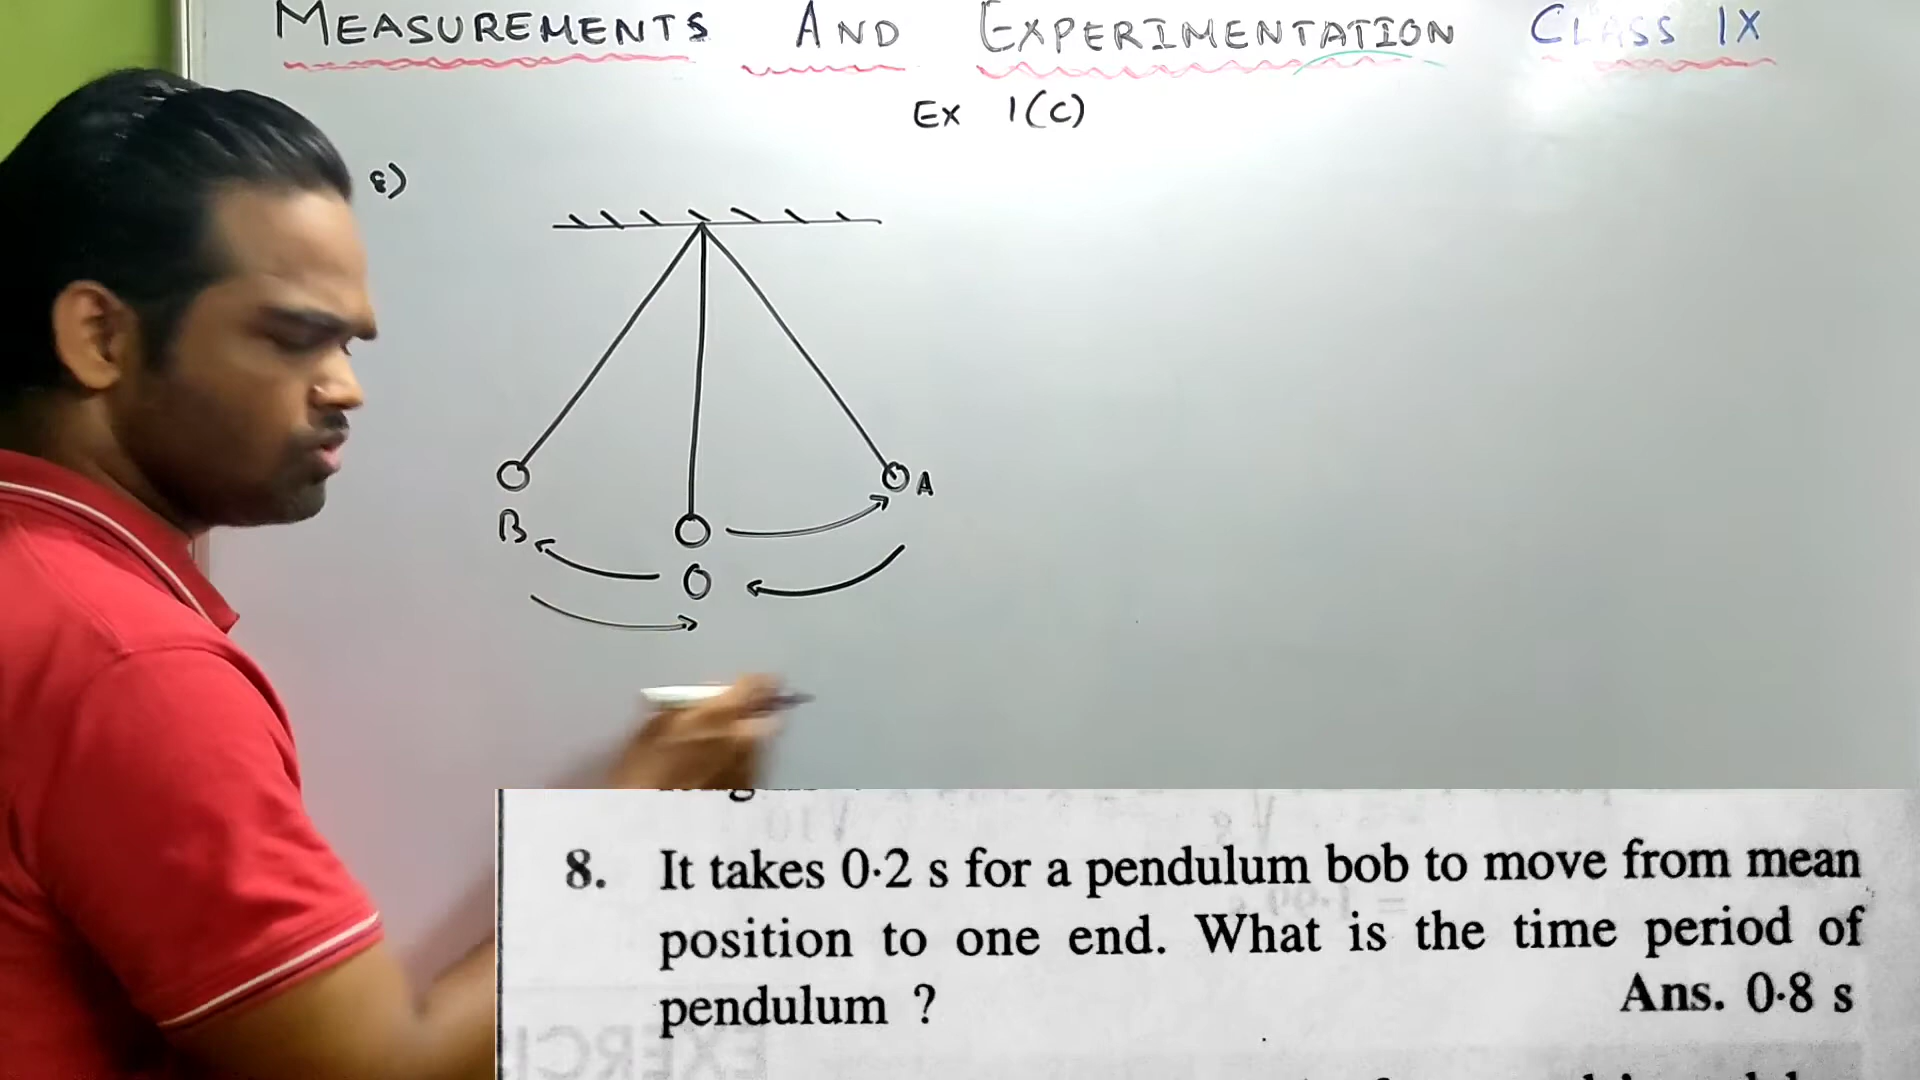 MEASUREMENTS AND EXPERIMENTATION CLASS IX
Ex 1(C)
8)
A
B
O
8. It takes 0·2 s for a pendulum bob to move from mean
position to one end. What is the time period of
pendulum ?
Ans. 0·8 s